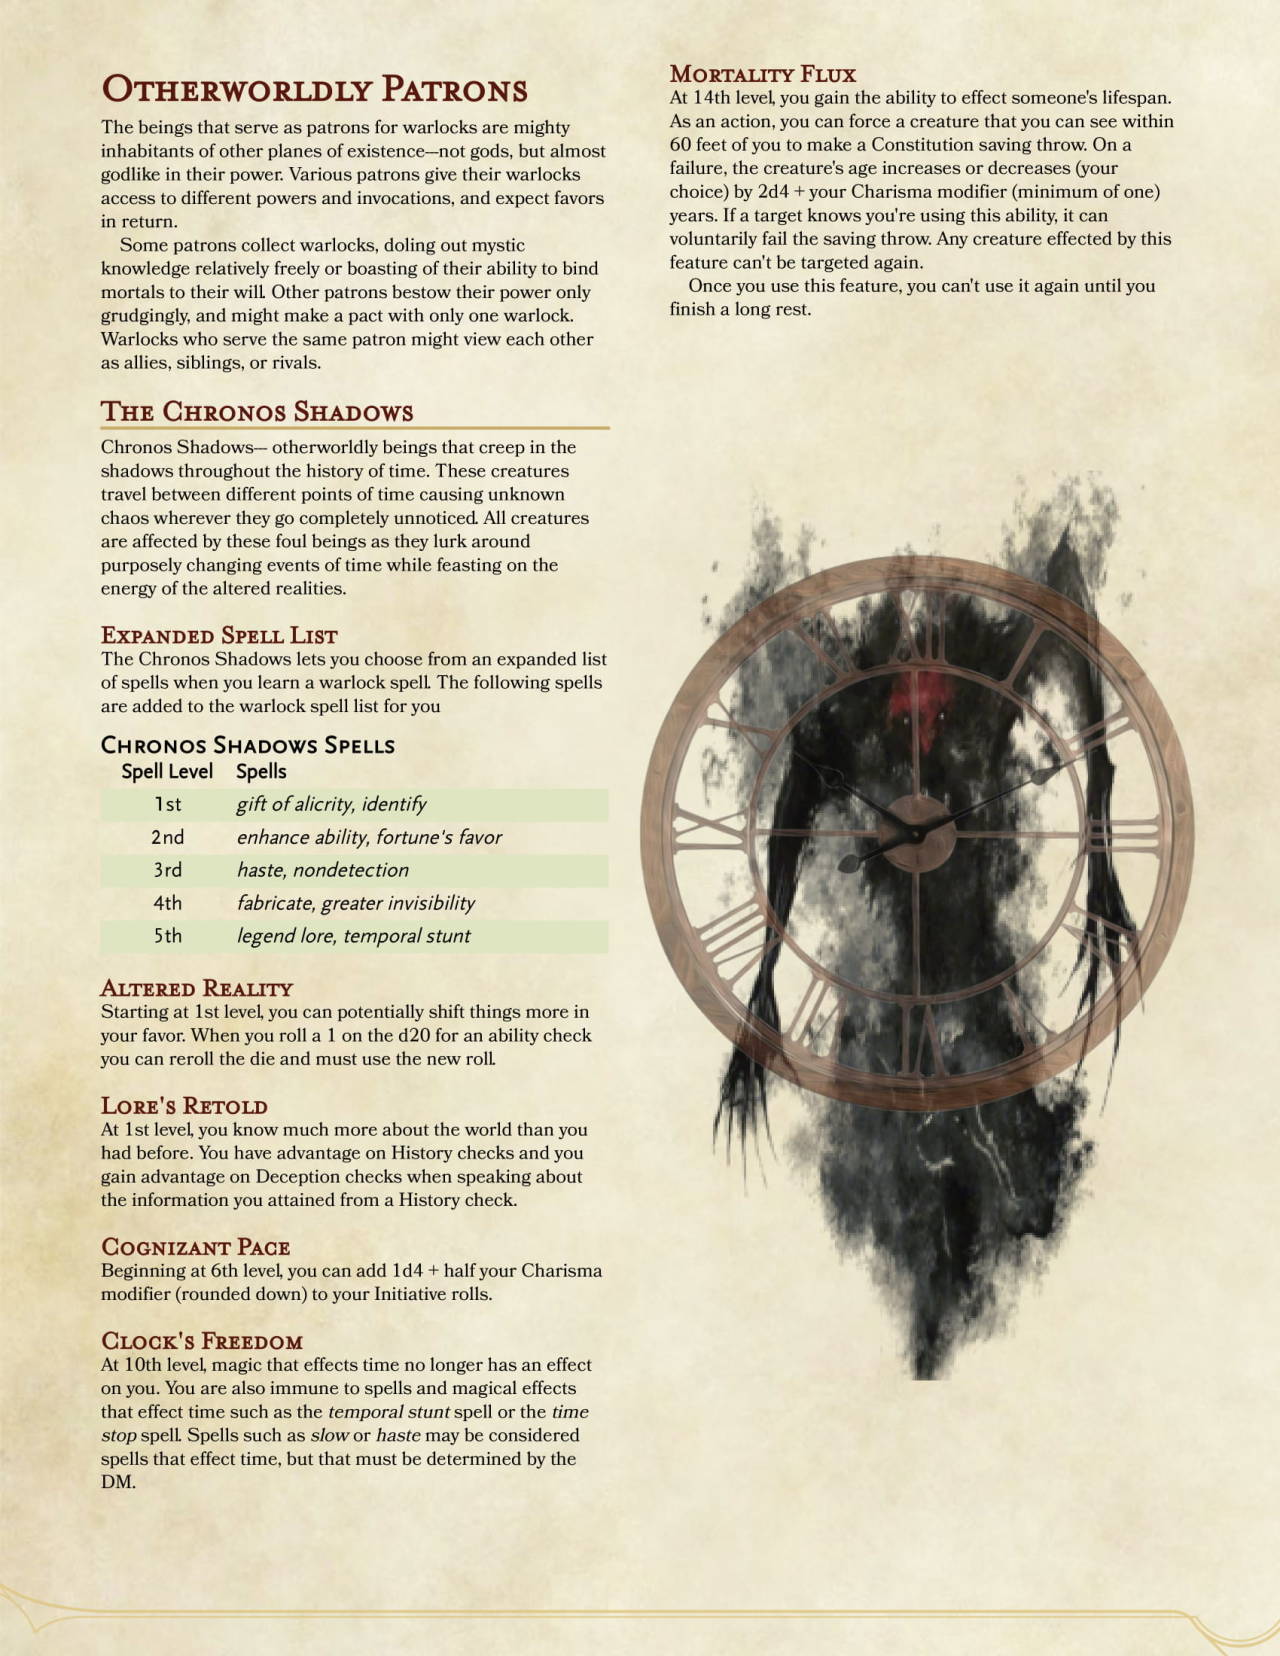 Otherworldly Patrons
The beings that serve as patrons for warlocks are mighty
inhabitants of other planes of existence—not gods, but almost
godlike in their power. Various patrons give their warlocks
access to different powers and invocations, and expect favors
in return.
Some patrons collect warlocks, doling out mystic
knowledge relatively freely or boasting of their ability to bind
mortals to their will. Other patrons bestow their power only
grudgingly, and might make a pact with only one warlock.
Warlocks who serve the same patron might view each other
as allies, siblings, or rivals.
The Chronos Shadows
Chronos Shadows— otherworldly beings that creep in the
shadows throughout the history of time. These creatures
travel between different points of time causing unknown
chaos wherever they go completely unnoticed. All creatures
are affected by these foul beings as they lurk around
purposely changing events of time while feasting on the
energy of the altered realities.
Expanded Spell List
The Chronos Shadows lets you choose from an expanded list
of spells when you learn a warlock spell. The following spells
are added to the warlock spell list for you
Chronos Shadows Spells
Spell Level Spells
1st gift of alicrity, identify
2nd enhance ability, fortune's favor
3rd haste, nondetection
4th fabricate, greater invisibility
5th legend lore, temporal stunt
Altered Reality
Starting at 1st level, you can potentially shift things more in
your favor. When you roll a 1 on the d20 for an ability check
you can reroll the die and must use the new roll.
Lore's Retold
At 1st level, you know much more about the world than you
had before. You have advantage on History checks and you
gain advantage on Deception checks when speaking about
the information you attained from a History check.
Cognizant Pace
Beginning at 6th level, you can add 1d4 + half your Charisma
modifier (rounded down) to your Initiative rolls.
Clock's Freedom
At 10th level, magic that effects time no longer has an effect
on you. You are also immune to spells and magical effects
that effect time such as the temporal stunt spell or the time
stop spell. Spells such as slow or haste may be considered
spells that effect time, but that must be determined by the
DM.
Mortality Flux
At 14th level, you gain the ability to effect someone's lifespan.
As an action, you can force a creature that you can see within
60 feet of you to make a Constitution saving throw. On a
failure, the creature's age increases or decreases (your
choice) by 2d4 + your Charisma modifier (minimum of one)
years. If a target knows you're using this ability, it can
voluntarily fail the saving throw. Any creature effected by this
feature can't be targeted again.
Once you use this feature, you can't use it again until you
finish a long rest.